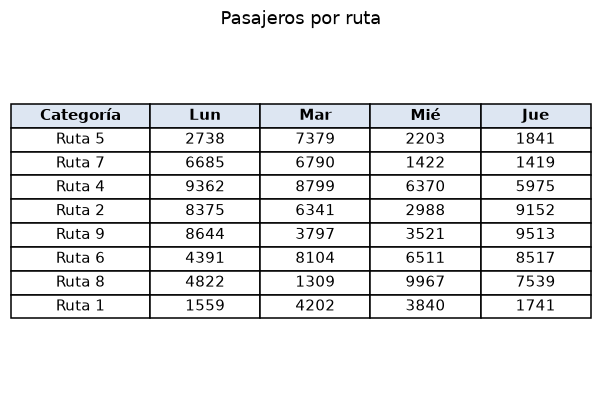 Pasajeros por ruta
Categoría Lun Mar Mié Jue
Ruta 5 2738 7379 2203 1841
Ruta 7 6685 6790 1422 1419
Ruta 4 9362 8799 6370 5975
Ruta 2 8375 6341 2988 9152
Ruta 9 8644 3797 3521 9513
Ruta 6 4391 8104 6511 8517
Ruta 8 4822 1309 9967 7539
Ruta 1 1559 4202 3840 1741